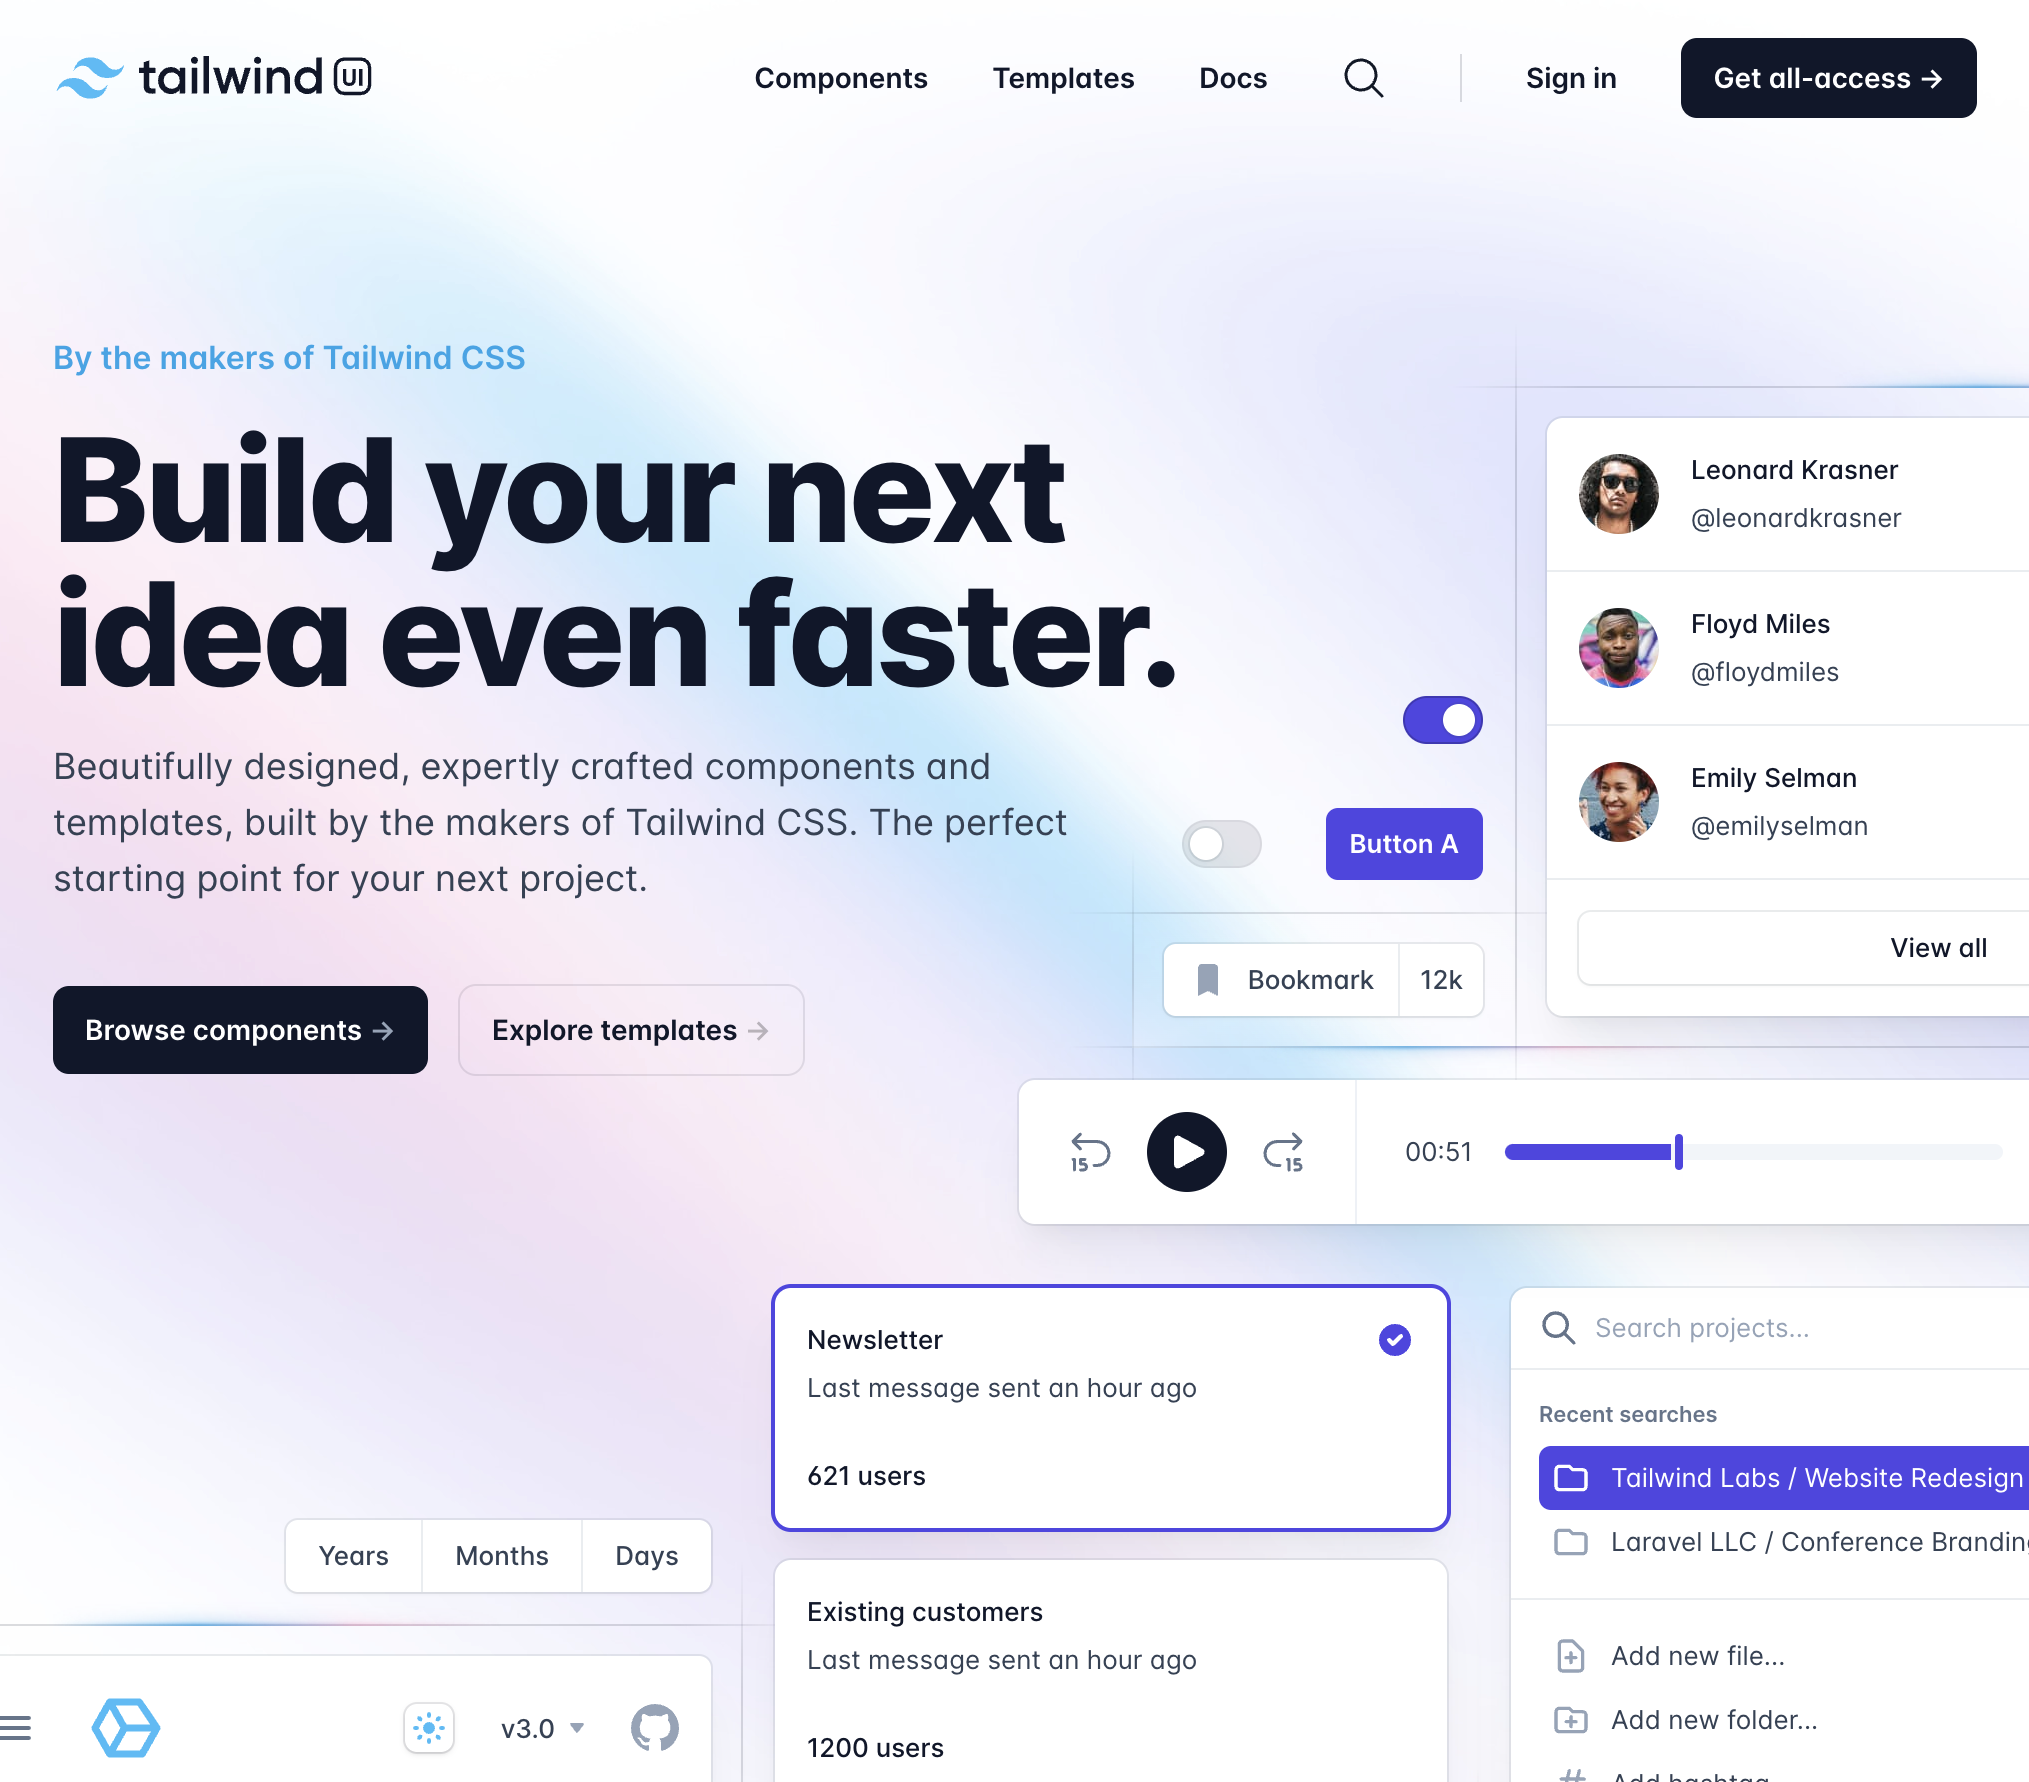 tailwind UI
Components
Templates
Docs
Sign in
Get all-access →
By the makers of Tailwind CSS
Build your next
idea even faster.
Beautifully designed, expertly crafted components and
templates, built by the makers of Tailwind CSS. The perfect
starting point for your next project.
Browse components →
Explore templates →
Leonard Krasner
@leonardkrasner
Floyd Miles
@floydmiles
Emily Selman
@emilyselman
View all
Button A
Bookmark
12k
15
15
00:51
Newsletter
Last message sent an hour ago
621 users
Existing customers
Last message sent an hour ago
1200 users
Search projects...
Recent searches
Tailwind Labs / Website Redesign
Laravel LLC / Conference Branding
Add new file...
Add new folder...
Add hashtag
Years
Months
Days
v3.0